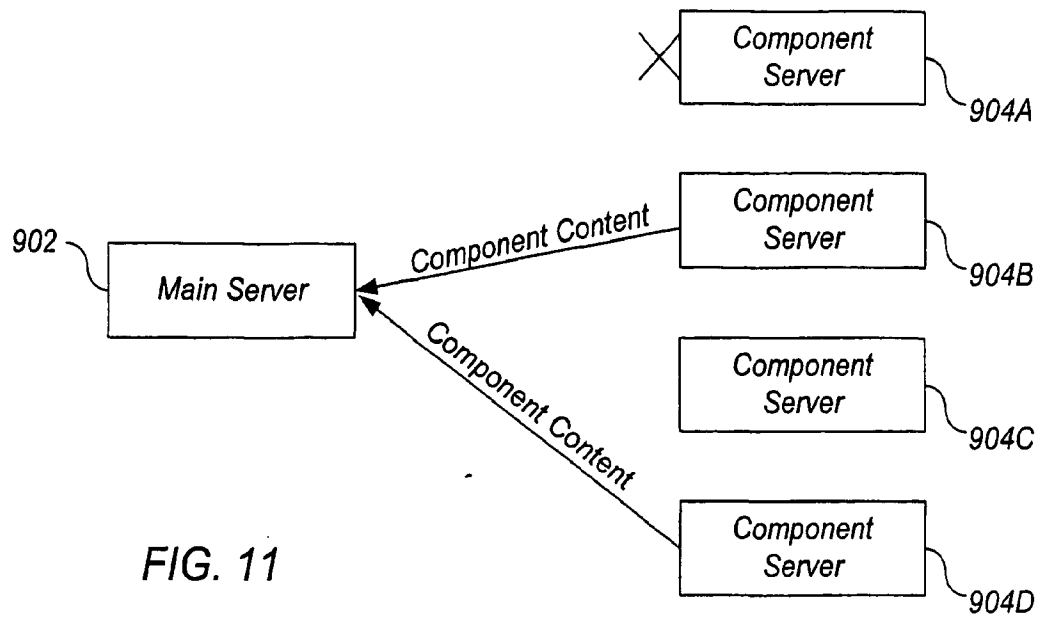 Component
Server
904A
Component
Server
904B
902
Main Server
Component Content
Component Content
Component
Server
904C
Component
Server
904D
FIG. 11